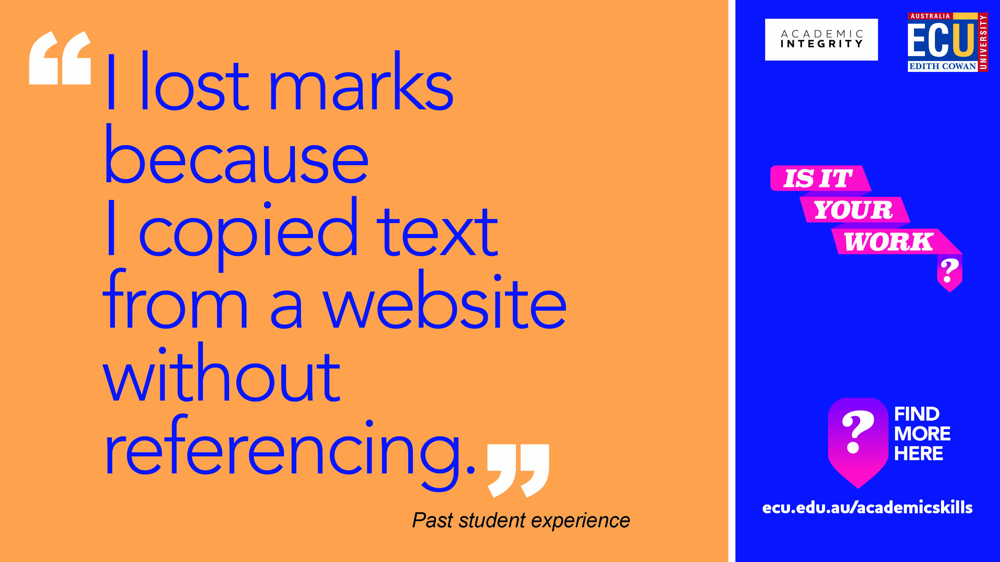 “I lost marks
because
I copied text
from a website
without
referencing.”
Past student experience
ACADEMIC
INTEGRITY
AUSTRALIA
ECU
EDITH COWAN
UNIVERSITY
IS IT
YOUR
WORK
?
?
FIND
MORE
HERE
ecu.edu.au/academicskills